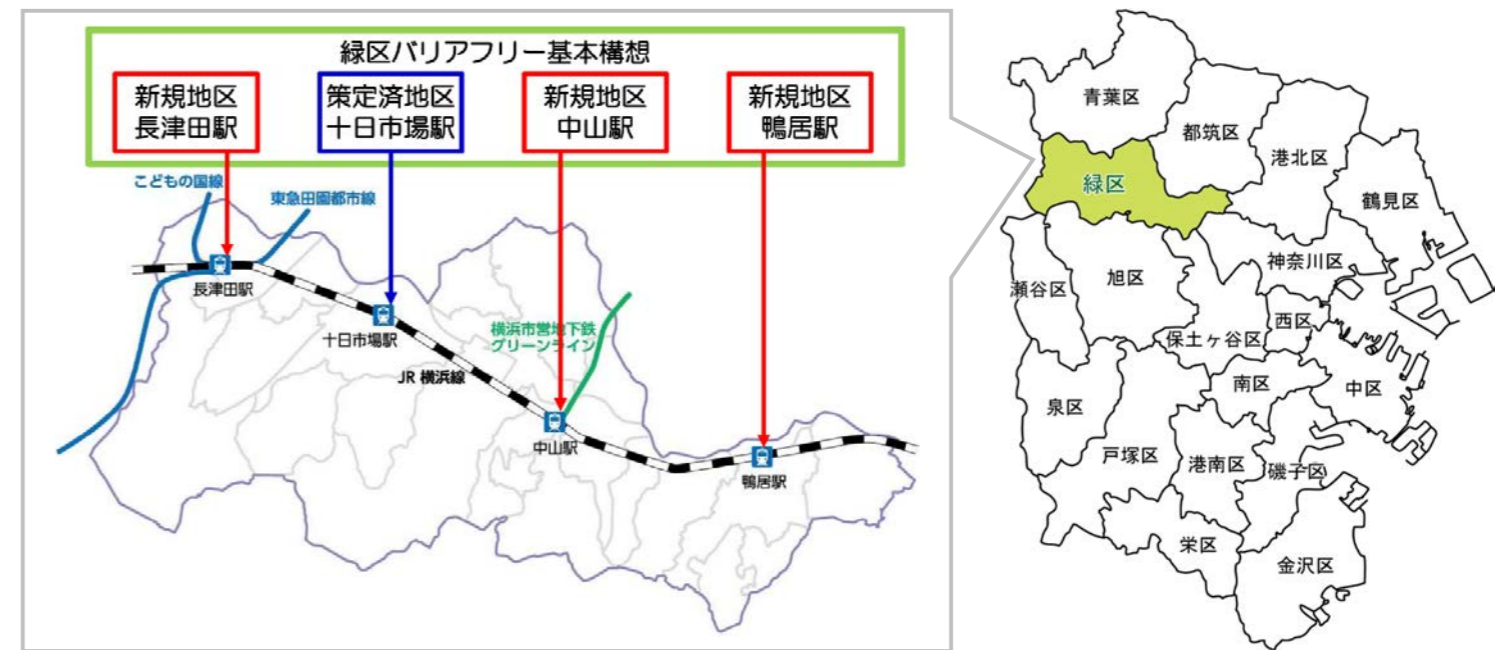 緑区バリアフリー基本構想
新規地区
長津田駅
策定済地区
十日市場駅
新規地区
中山駅
新規地区
鴨居駅
こどもの国線
東急田園都市線
長津田駅
十日市場駅
横浜市営地下鉄
グリーンライン
JR 横浜線
中山駅
鴨居駅
青葉区
都筑区
港北区
緑区
鶴見区
神奈川区
瀬谷区
旭区
西区
保土ヶ谷区
南区
中区
泉区
戸塚区
港南区
磯子区
栄区
金沢区